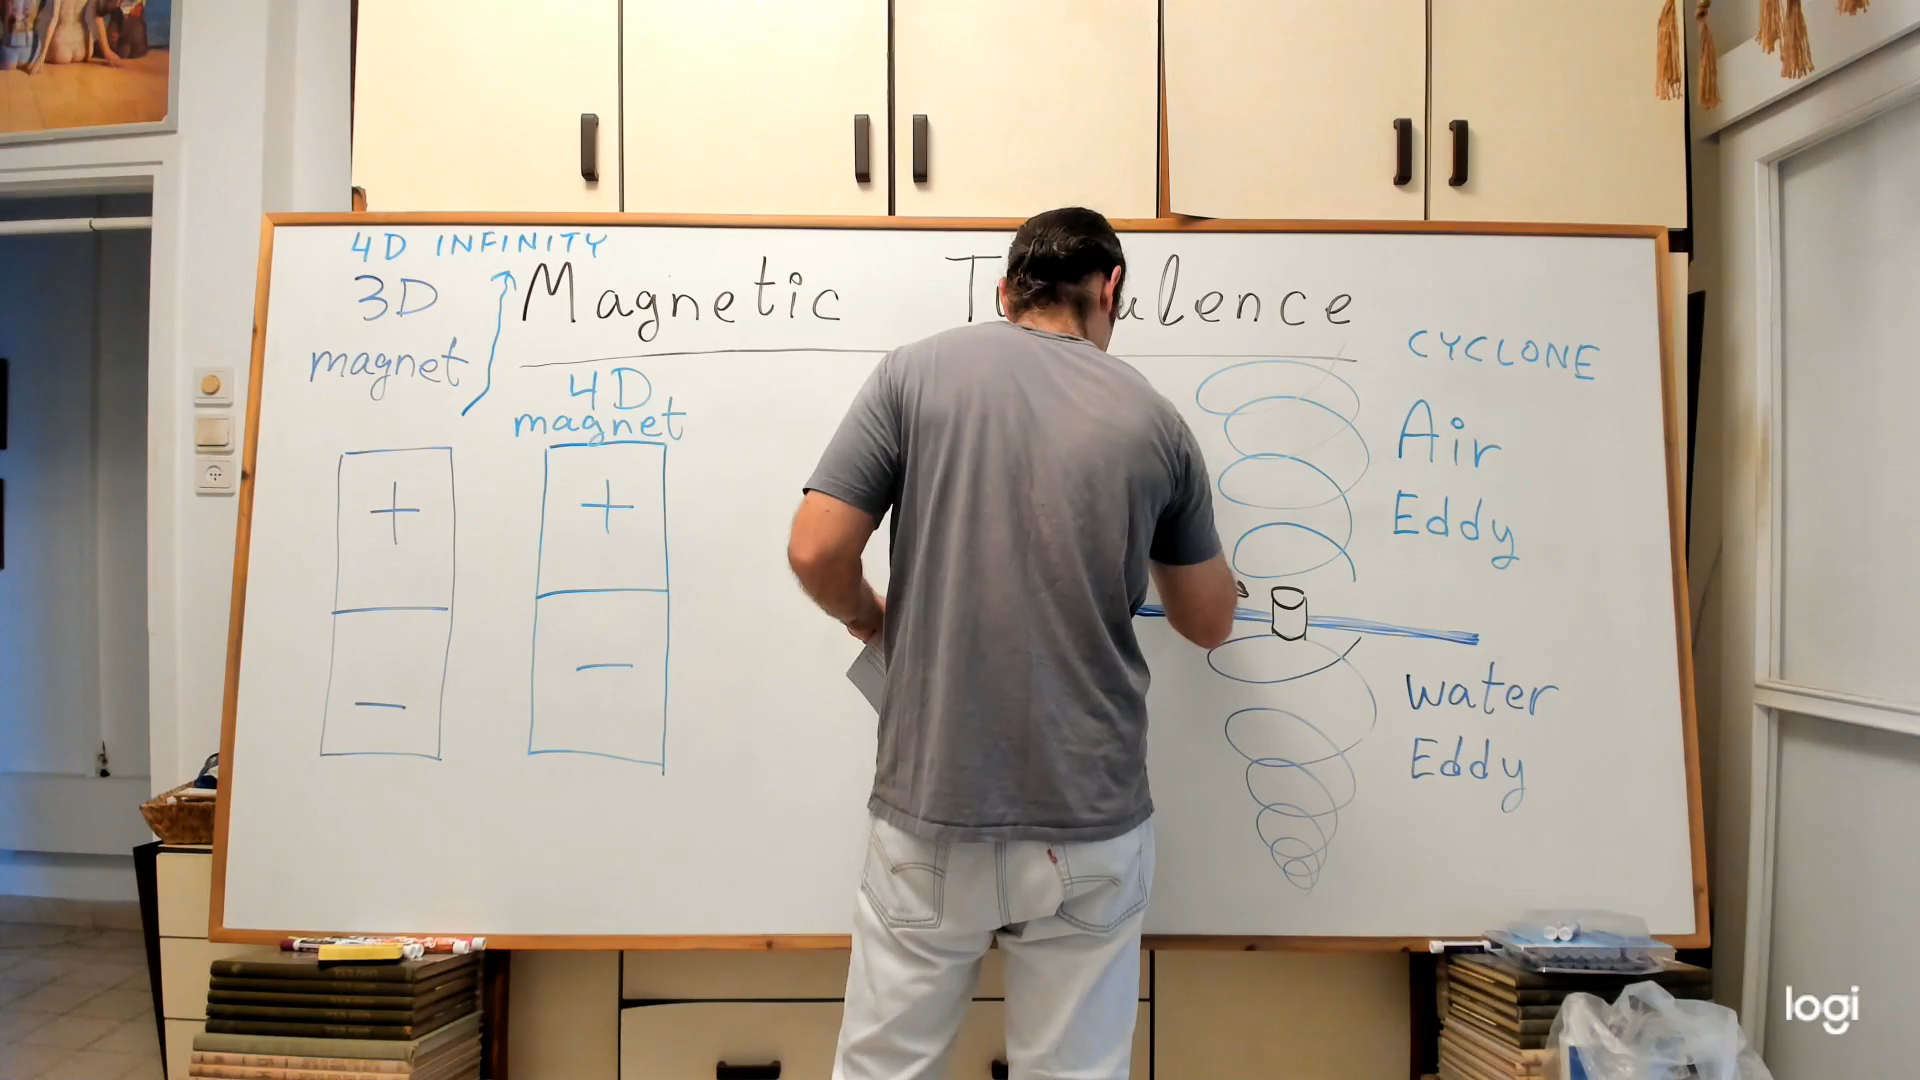 4D INFINITY
3D
magnet
Magnetic
ulence
4D
magnet
+
−
+
−
CYCLONE
Air
Eddy
water
Eddy
logi